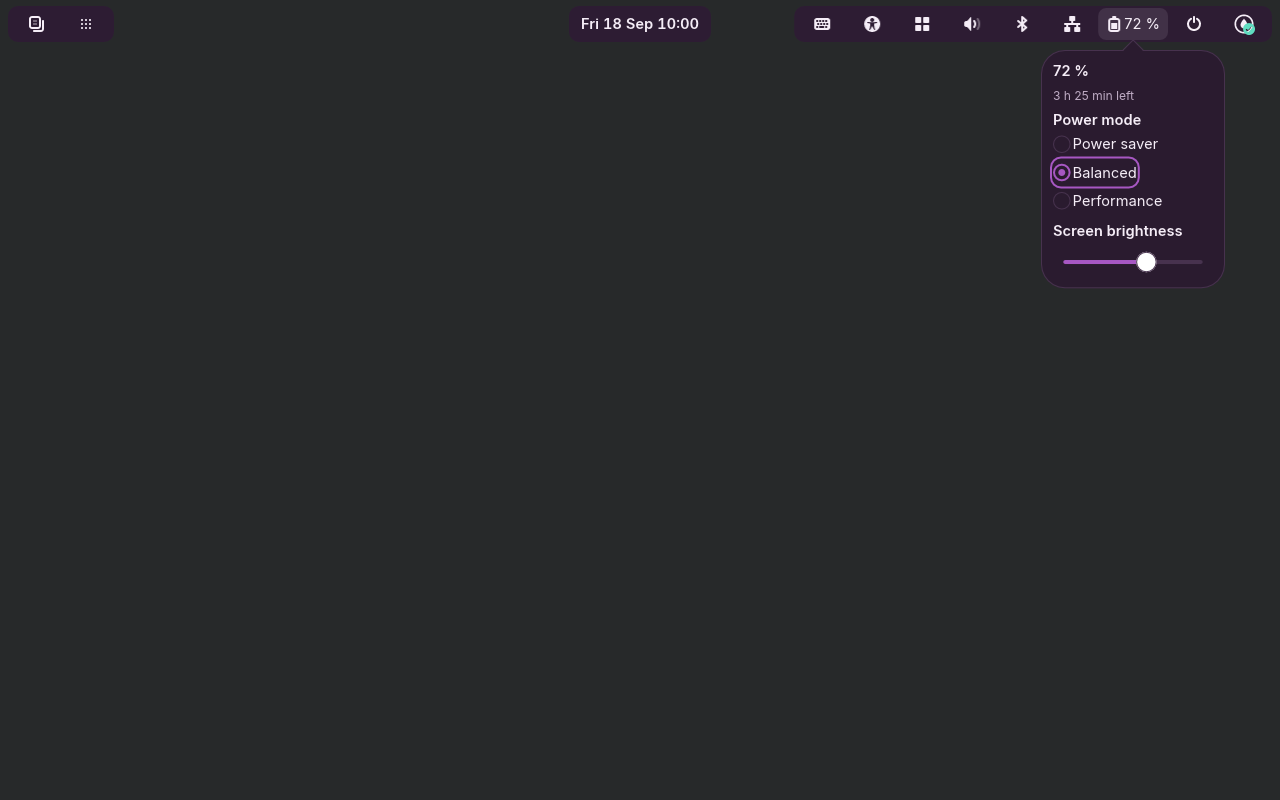 Fri 18 Sep 10:00
72 %
72 %
3 h 25 min left
Power mode
Power saver
Balanced
Performance
Screen brightness